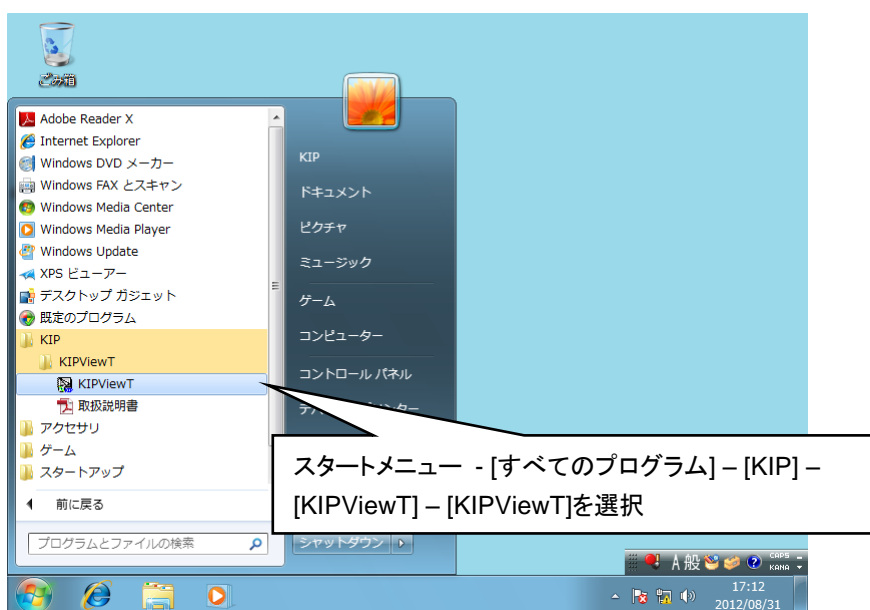 ごみ箱
Adobe Reader X
Internet Explorer
Windows DVD メーカー
Windows FAX とスキャン
Windows Media Center
Windows Media Player
Windows Update
XPS ビューアー
デスクトップ ガジェット
既定のプログラム
KIP
KIPViewT
KIPViewT
取扱説明書
アクセサリ
ゲーム
スタートアップ
前に戻る
プログラムとファイルの検索
KIP
ドキュメント
ピクチャ
ミュージック
ゲーム
コンピューター
コントロール パネル
シャットダウン
スタートメニュー - [すべてのプログラム] – [KIP] –
[KIPViewT] – [KIPViewT]を選択
A 般 CAPS
KANA
17:12
2012/08/31